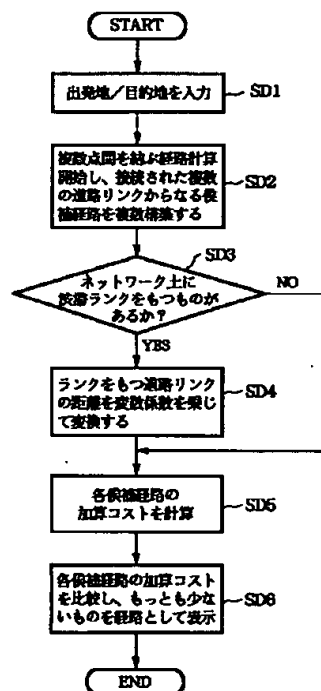 START
出発地/目的地を入力
SD1
複数点間を結ぶ経路計算
開始し、接続された複数
の道路リンクからなる候
補経路を複数構築する
SD2
SD3
ネットワーク上に
渋滞ランクをもつものが
あるか?
NO
YES
ランクをもつ道路リンク
の距離を変数係数を乗じ
て変換する
SD4
各候補経路の
加算コストを計算
SD5
各候補経路の加算コスト
を比較し、もっとも少ない
ものを経路として表示
SD6
END